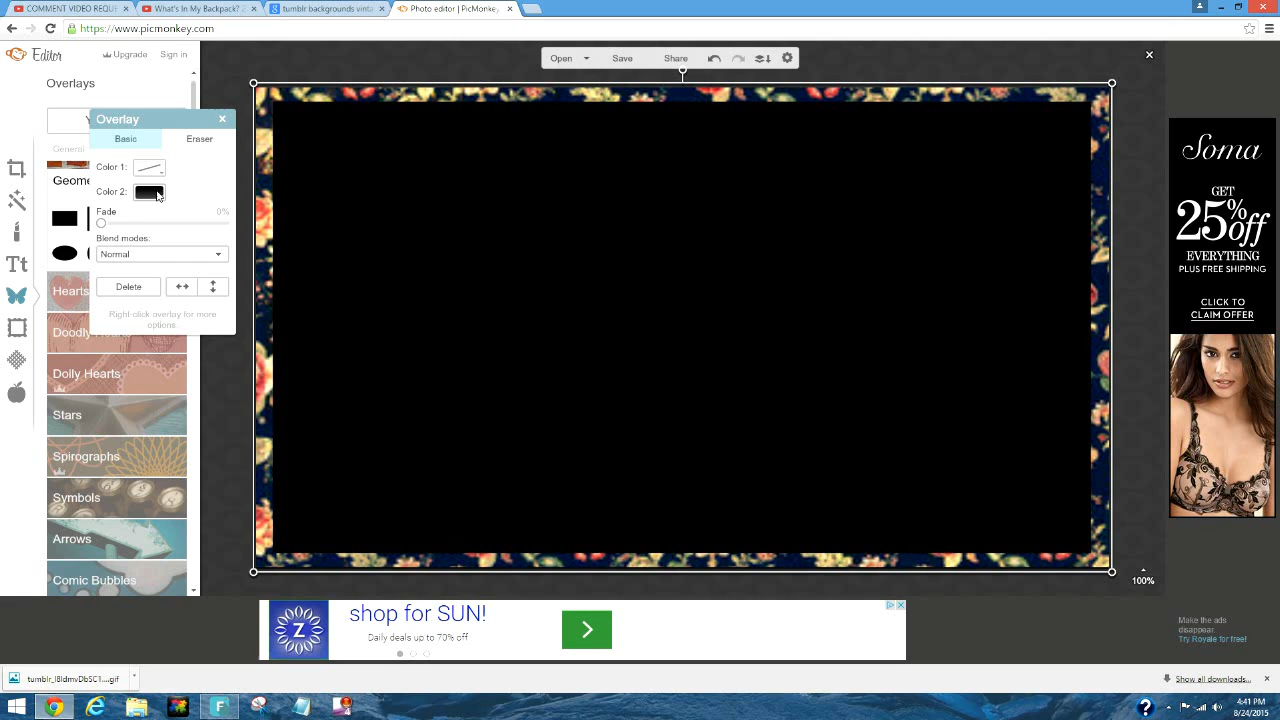 COMMENT VIDEO REQUE
What's In My Backpack? 2
tumblr backgrounds vinta
Photo editor | PicMonkey
https://www.picmonkey.com
Editor
Upgrade
Sign in
Open
Save
Share
Overlays
Overlay
Basic
Eraser
General
Color 1:
Geome
Color 2:
Fade
0%
Blend modes:
Normal
Delete
Hearts
Right-click overlay for more
options.
Doodly Hearts
Dolly Hearts
Stars
Spirographs
Symbols
Arrows
Comic Bubbles
100%
Soma
GET
25%
off
EVERYTHING
PLUS FREE SHIPPING
CLICK TO
CLAIM OFFER
Z
shop for SUN!
Daily deals up to 70% off
Make the ads
disappear.
Try Royale for free!
Show all downloads...
4:41 PM
8/24/2015